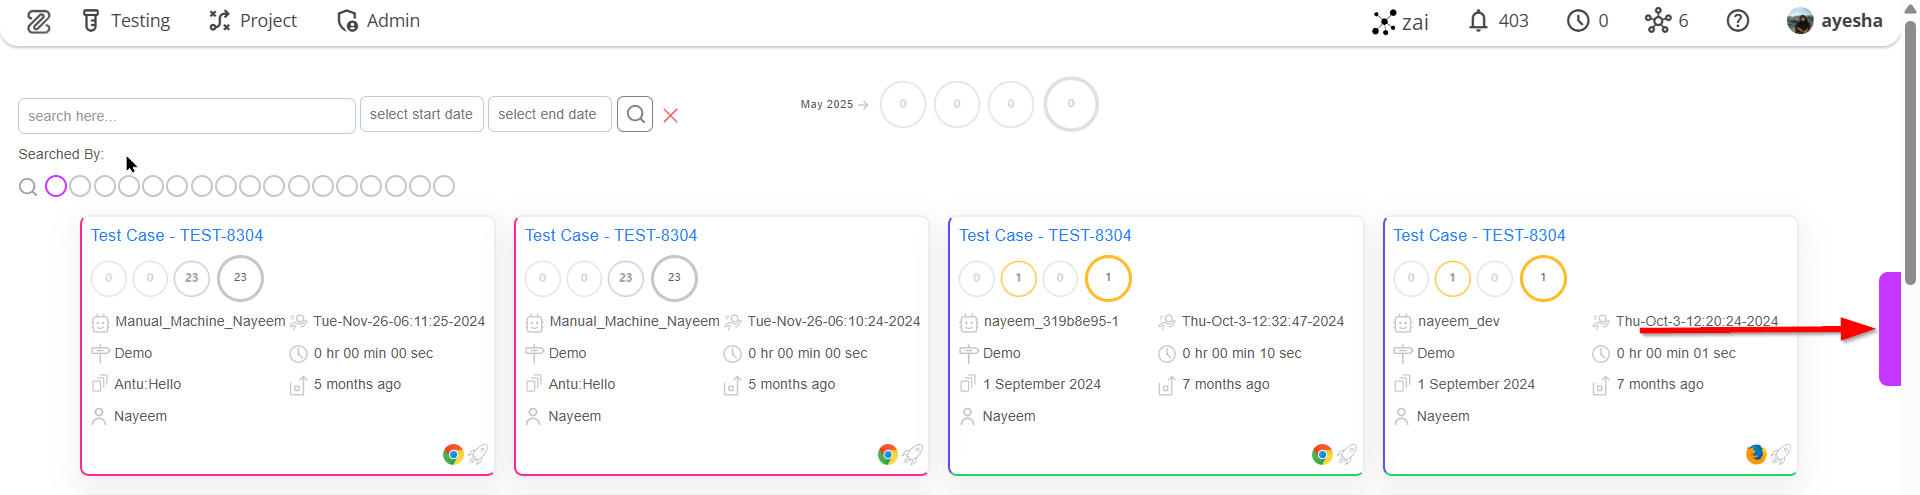 Testing Project Admin zai 403 0 6 ayesha
search here... select start date select end date May 2025 0 0 0 0
Searched By:
Test Case - TEST-8304
0 0 23 23
Manual_Machine_Nayeem Tue-Nov-26-06:11:25-2024
Demo 0 hr 00 min 00 sec
Antu:Hello 5 months ago
Nayeem
Test Case - TEST-8304
0 0 23 23
Manual_Machine_Nayeem Tue-Nov-26-06:10:24-2024
Demo 0 hr 00 min 00 sec
Antu:Hello 5 months ago
Nayeem
Test Case - TEST-8304
0 1 0 1
nayeem_319b8e95-1 Thu-Oct-3-12:32:47-2024
Demo 0 hr 00 min 10 sec
1 September 2024 7 months ago
Nayeem
Test Case - TEST-8304
0 1 0 1
nayeem_dev Thu-Oct-3-12:20:24-2024
Demo 0 hr 00 min 01 sec
1 September 2024 7 months ago
Nayeem